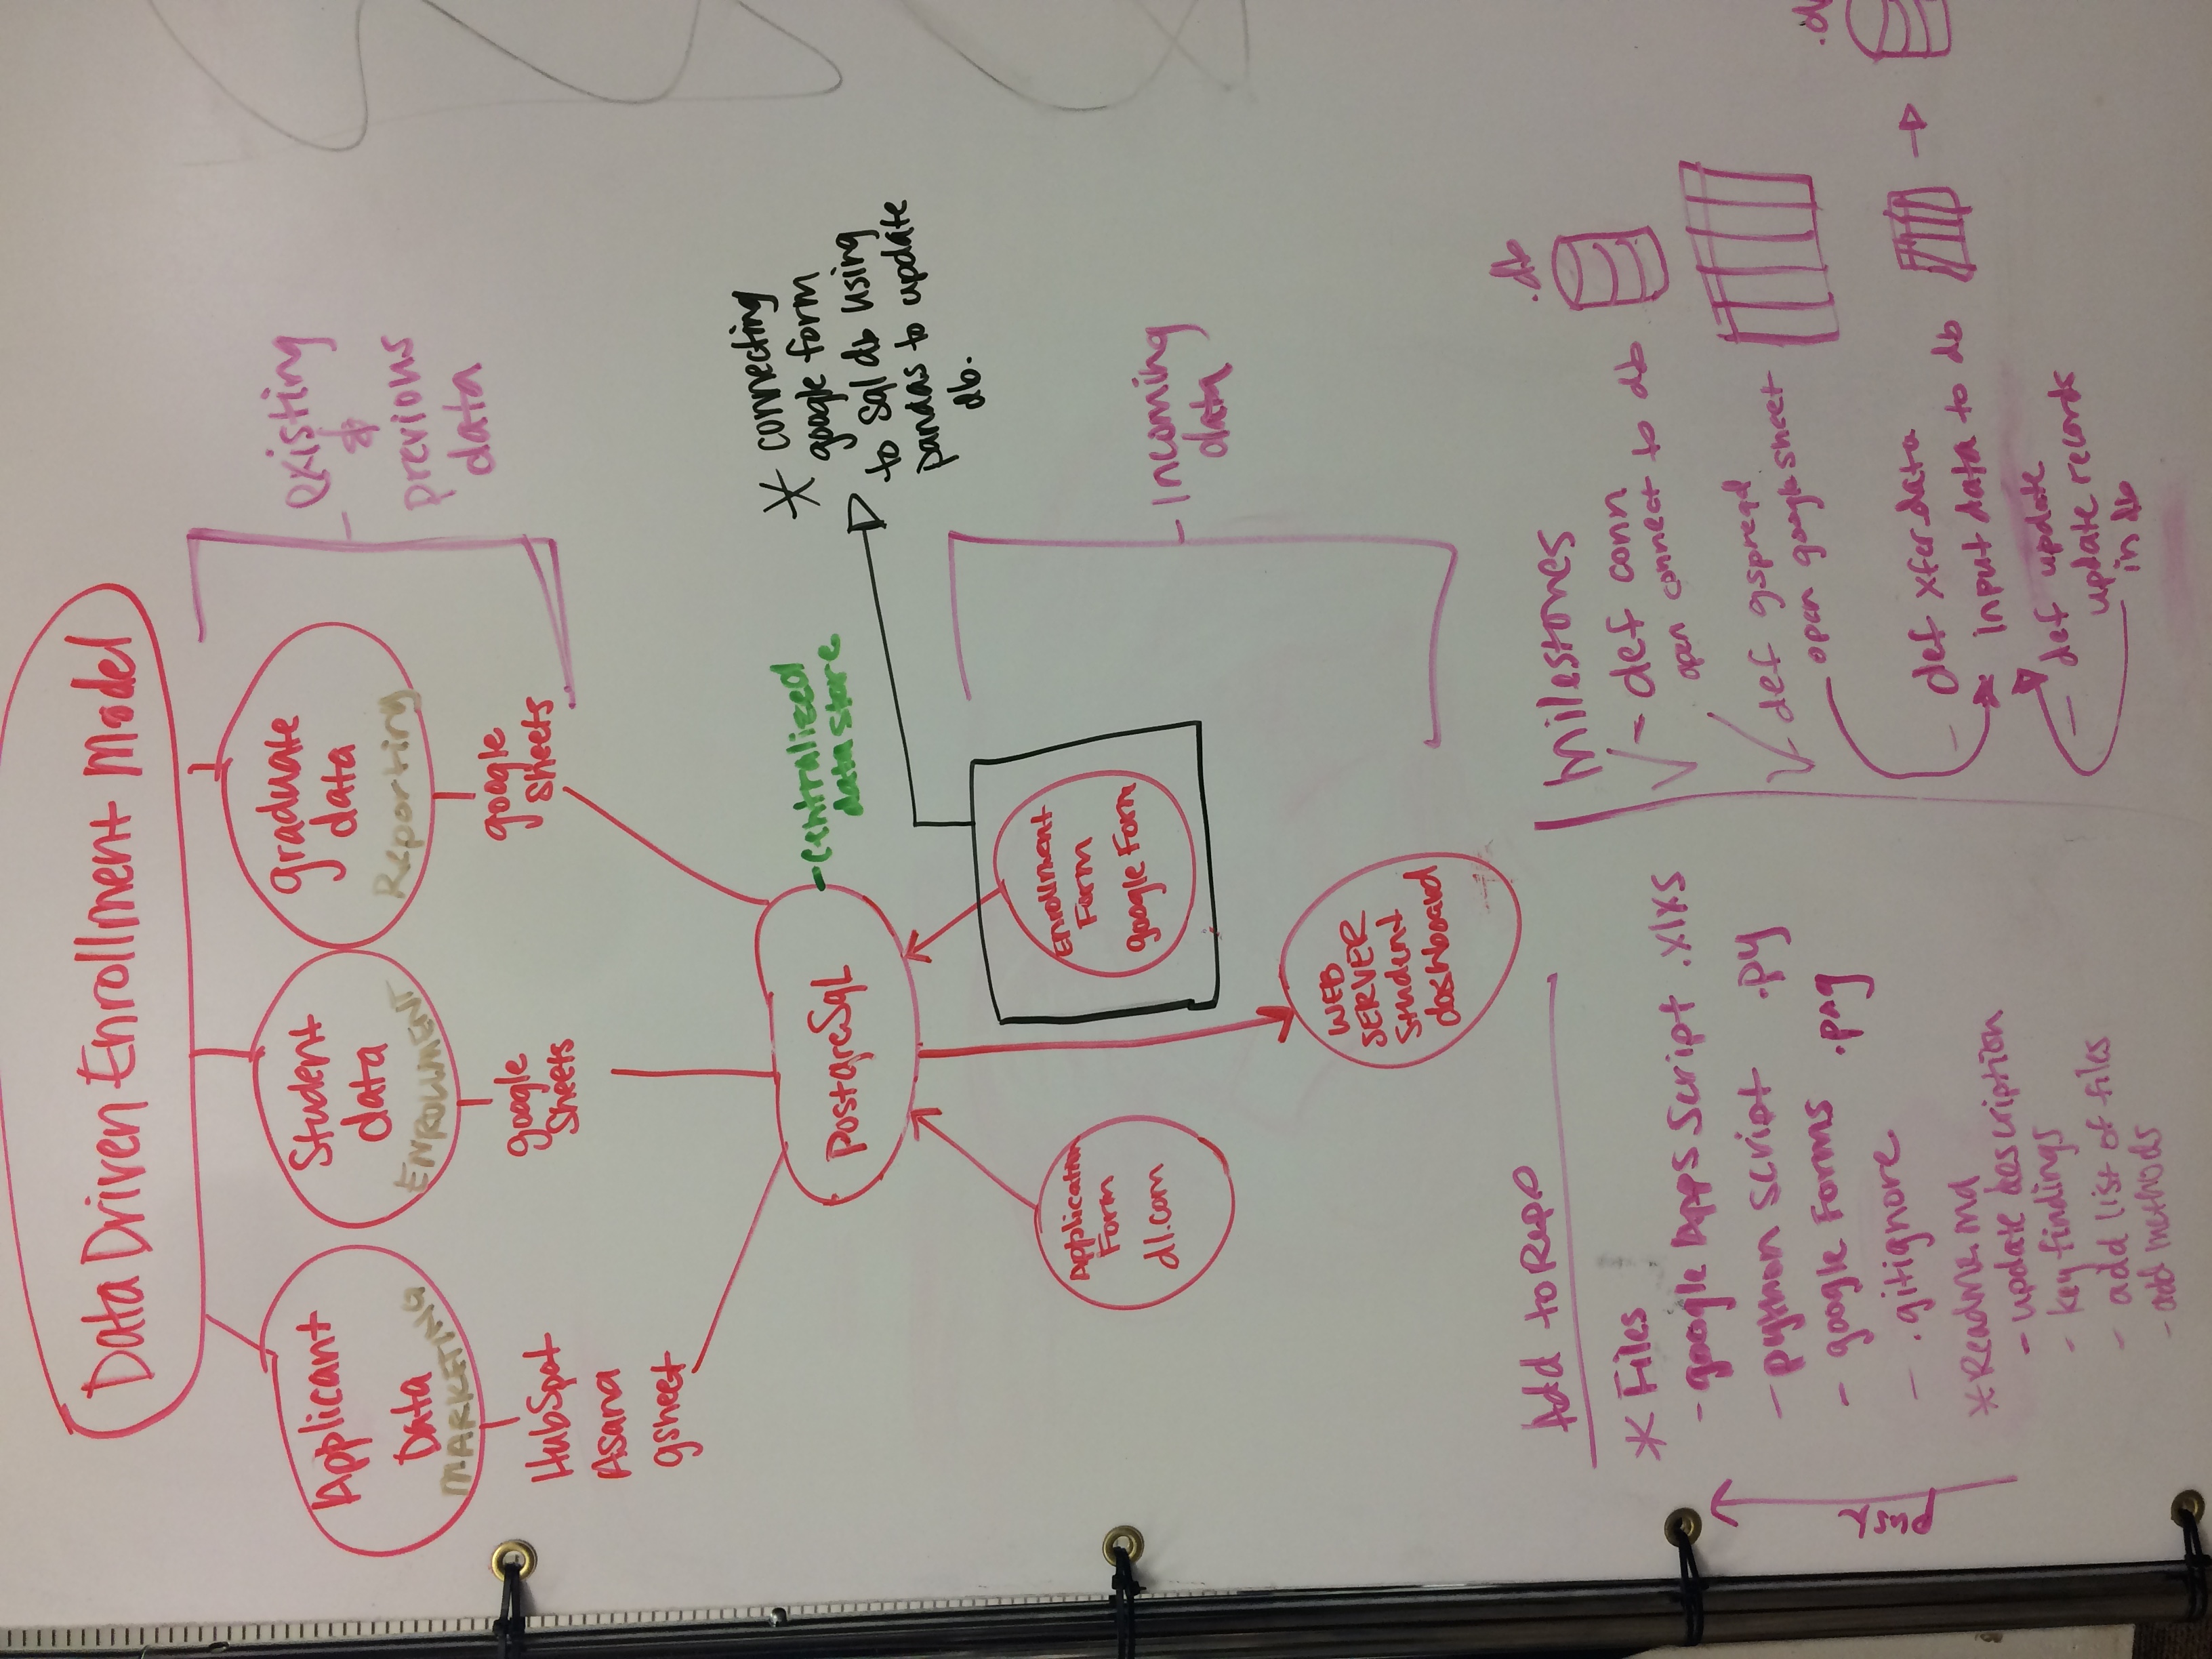 Data Driven Enrollment Model
Applicant
Data
MARKETING
Student
data
ENROLLMENT
graduate
data
Reporting
existing
&
previous
data
HubSpot
Asana
gsheet
google
Sheets
google
Sheets
PostgreSqL
- Centralized
data store
* connecting
google form
to Sql db using
pandas to update
db.
Application
Form
dl.com
Enrollment
Form
google Form
Incoming
data
WEB
SERVER
Student
dashboard
Add to Repo
* Files
- google Apps Script .xlxs
- python script .py
- google Forms .png
- .gitignore
* Readme.md
- update description
- key findings
- add list of files
- add methods
push
Milestones
.db
✓ - def conn
open connect to db
✓ - def gspread
open google sheet
- def xfer_data
input data to db
- def update
update records
in db